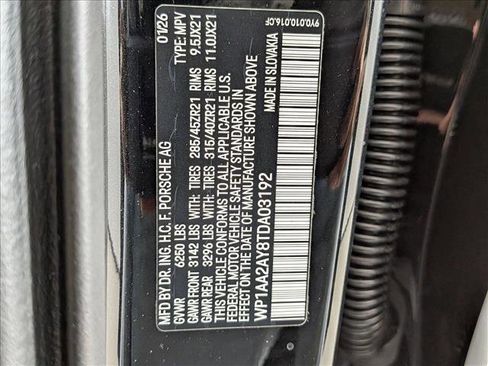 MFD BY DR. ING. H.C. F. PORSCHE AG 01/26
GVWR 6250 LBS TYPE: MPV
GAWR FRONT 3142 LBS WITH: TIRES 285/45ZR21 RIMS 9.5JX21
GAWR REAR 3296 LBS WITH: TIRES 315/40ZR21 RIMS 11.0JX21
THIS VEHICLE CONFORMS TO ALL APPLICABLE U.S.
FEDERAL MOTOR VEHICLE SAFETY STANDARDS IN
EFFECT ON THE DATE OF MANUFACTURE SHOWN ABOVE
WP1AA2AY8TDA03192 MADE IN SLOVAKIA
9Y0.010.016.CF